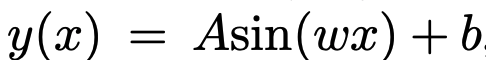 y(x) = Asin(wx) + b,